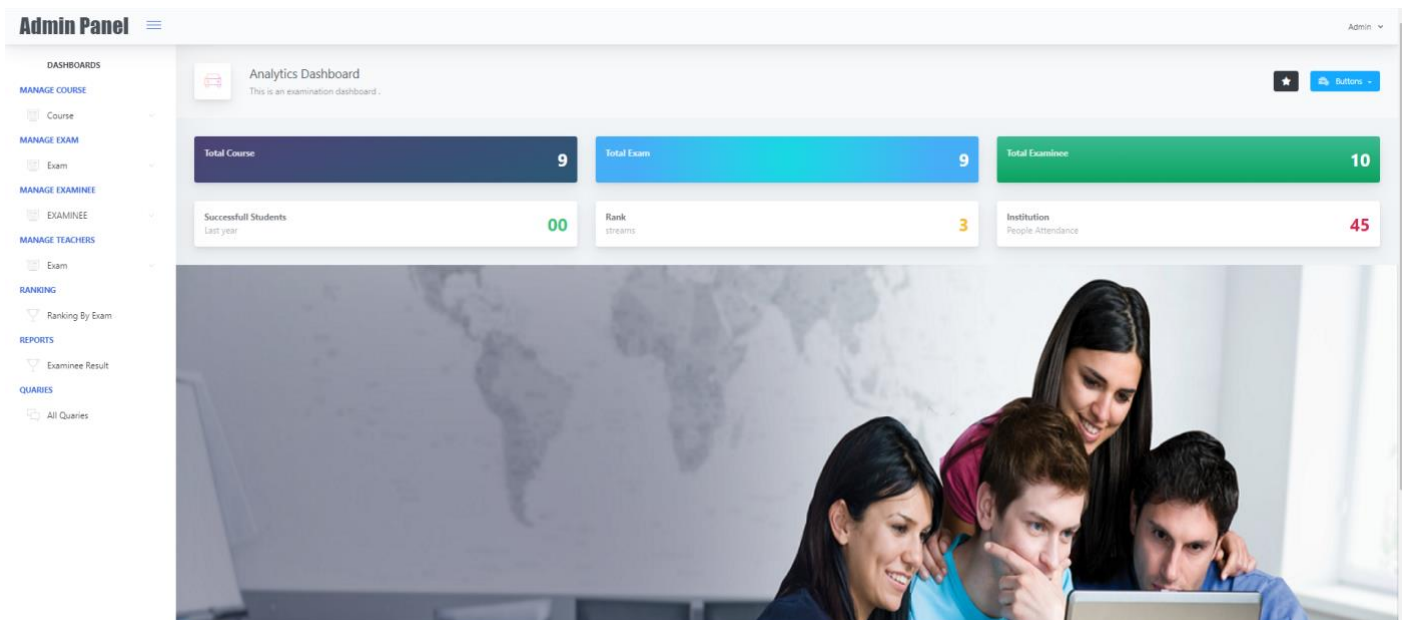 Admin Panel
Admin
DASHBOARDS
MANAGE COURSE
Course
MANAGE EXAM
Exam
MANAGE EXAMINEE
EXAMINEE
MANAGE TEACHERS
Exam
RANKING
Ranking By Exam
REPORTS
Examinee Result
QUARIES
All Quaries
Analytics Dashboard
This is an examination dashboard .
Buttons
Total Course
9
Total Exam
9
Total Examinee
10
Successfull Students
Last year
00
Rank
streams
3
Institution
People Attendance
45